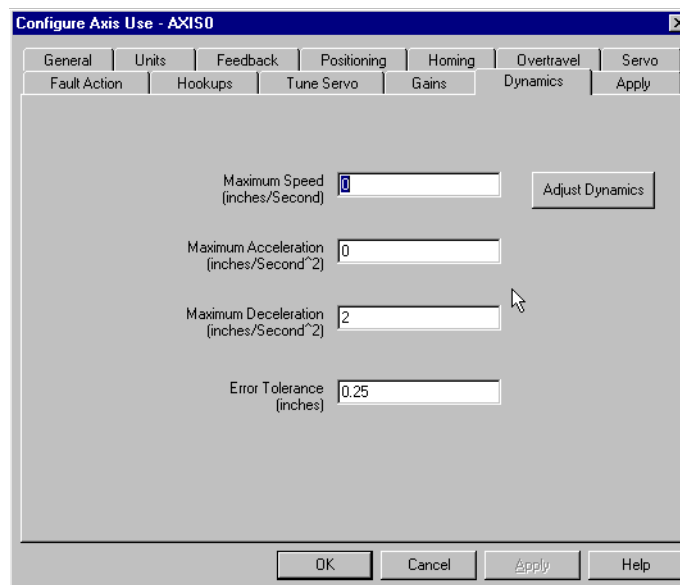 Configure Axis Use - AXIS0
General Units Feedback Positioning Homing Overtravel Servo
Fault Action Hookups Tune Servo Gains Dynamics Apply
Maximum Speed
(inches/Second)
0
Adjust Dynamics
Maximum Acceleration
(inches/Second^2)
0
Maximum Deceleration
(inches/Second^2)
2
Error Tolerance
(inches)
0.25
OK Cancel Apply Help